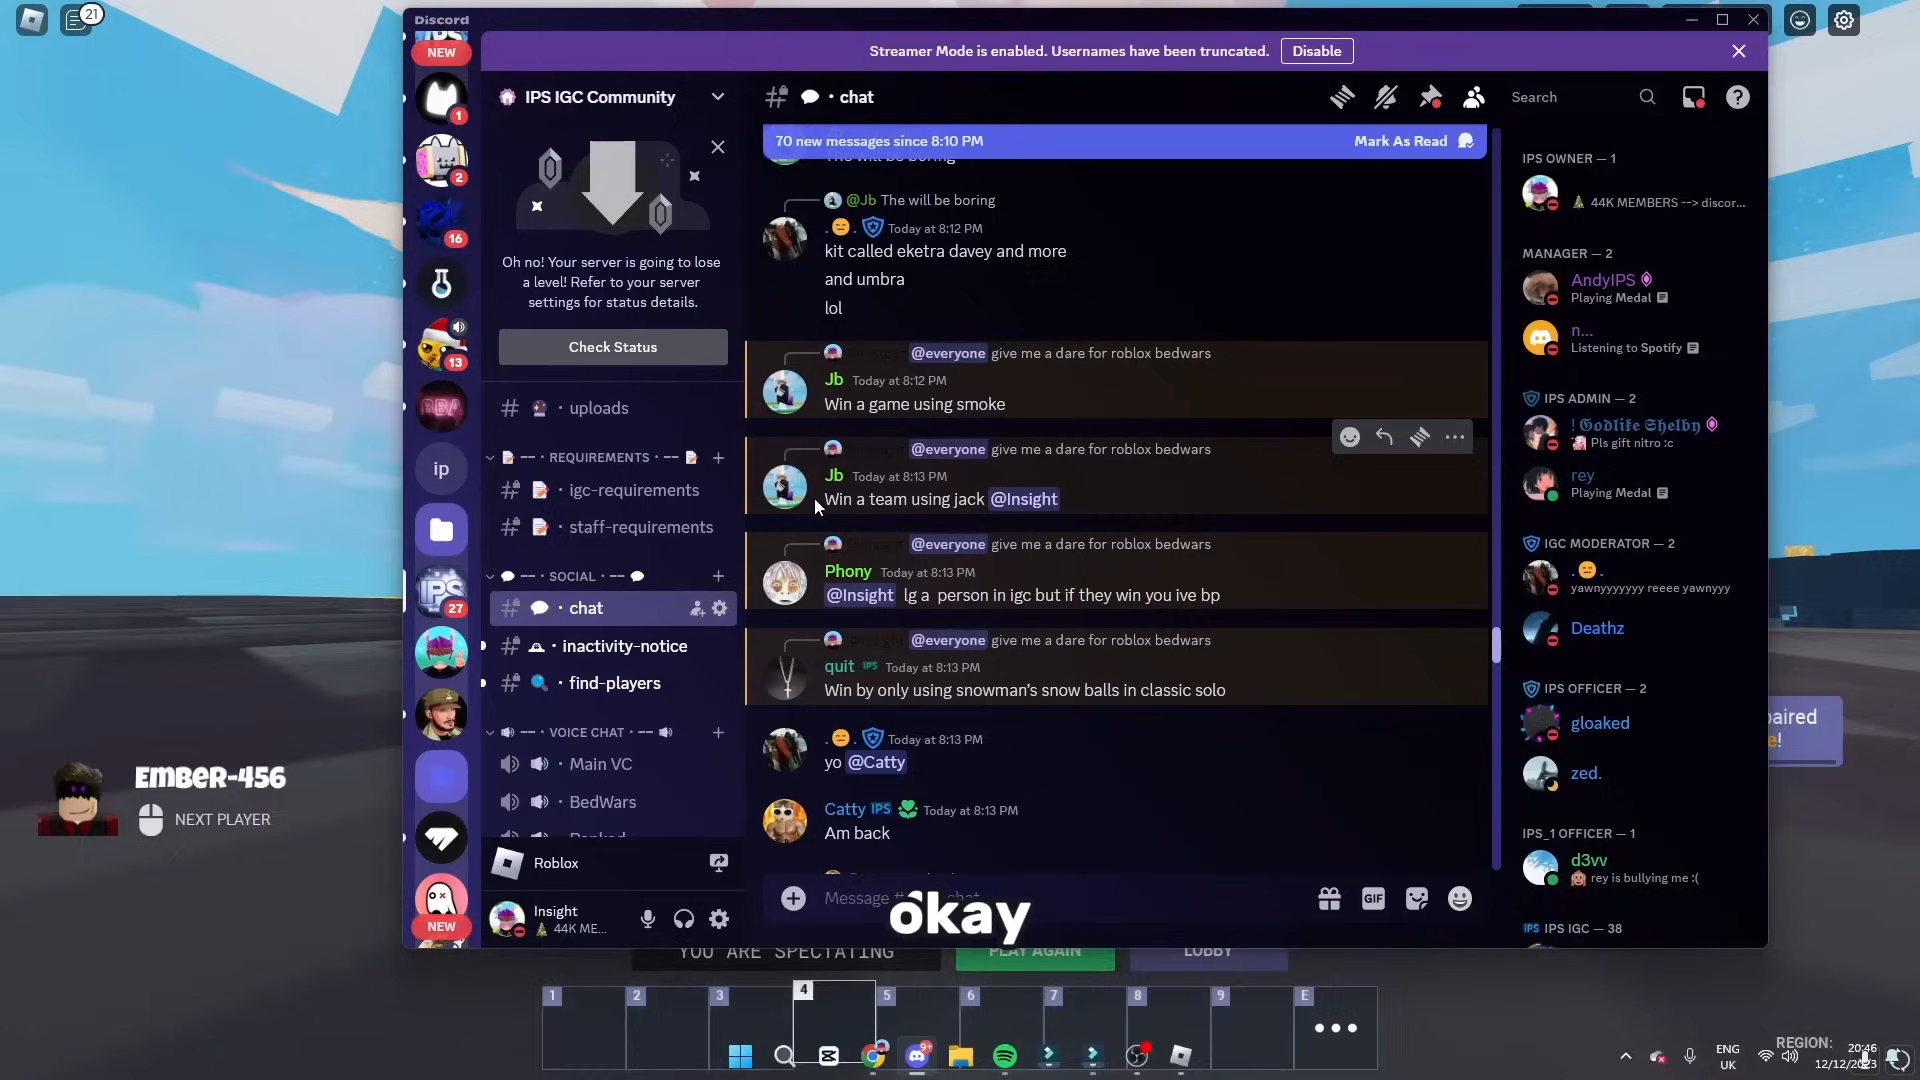 21
Discord
NEW
1
2
16
13
ip
IPS
27
NEW
Streamer Mode is enabled. Usernames have been truncated.
Disable
IPS IGC Community
Oh no! Your server is going to lose
a level! Refer to your server
settings for status details.
Check Status
uploads
REQUIREMENTS
igc-requirements
staff-requirements
SOCIAL
chat
inactivity-notice
find-players
VOICE CHAT
Main VC
BedWars
Ranked
Roblox
Insight
44K ME...
chat
Search
70 new messages since 8:10 PM
Mark As Read
The will be boring
@Jb The will be boring
Today at 8:12 PM
kit called eketra davey and more
and umbra
lol
@everyone give me a dare for roblox bedwars
Jb Today at 8:12 PM
Win a game using smoke
@everyone give me a dare for roblox bedwars
Jb Today at 8:13 PM
Win a team using jack @Insight
@everyone give me a dare for roblox bedwars
Phony Today at 8:13 PM
@Insight lg a person in igc but if they win you ive bp
@everyone give me a dare for roblox bedwars
quit IPS Today at 8:13 PM
Win by only using snowman's snow balls in classic solo
Today at 8:13 PM
yo @Catty
Catty IPS Today at 8:13 PM
Am back
Message #
GIF
okay
IPS OWNER — 1
44K MEMBERS --> discor...
MANAGER — 2
AndyIPS
Playing Medal
n...
Listening to Spotify
IPS ADMIN — 2
! 𝕲𝖔𝖉𝖑𝖎𝖐𝖊 𝕾𝖍𝖊𝖑𝖇𝖞
Pls gift nitro :c
rey
Playing Medal
IGC MODERATOR — 2
yawnyyyyyyy reeee yawnyyy
Deathz
IPS OFFICER — 2
gloaked
zed.
IPS_1 OFFICER — 1
d3vv
rey is bullying me :(
IPS IGC — 38
paired
e!
EMBER-456
NEXT PLAYER
YOU ARE SPECTATING
PLAY AGAIN
LOBBY
1 2 3 4 5 6 7 8 9 E
9+
ENG
UK
REGION:
20:46
12/12/2023